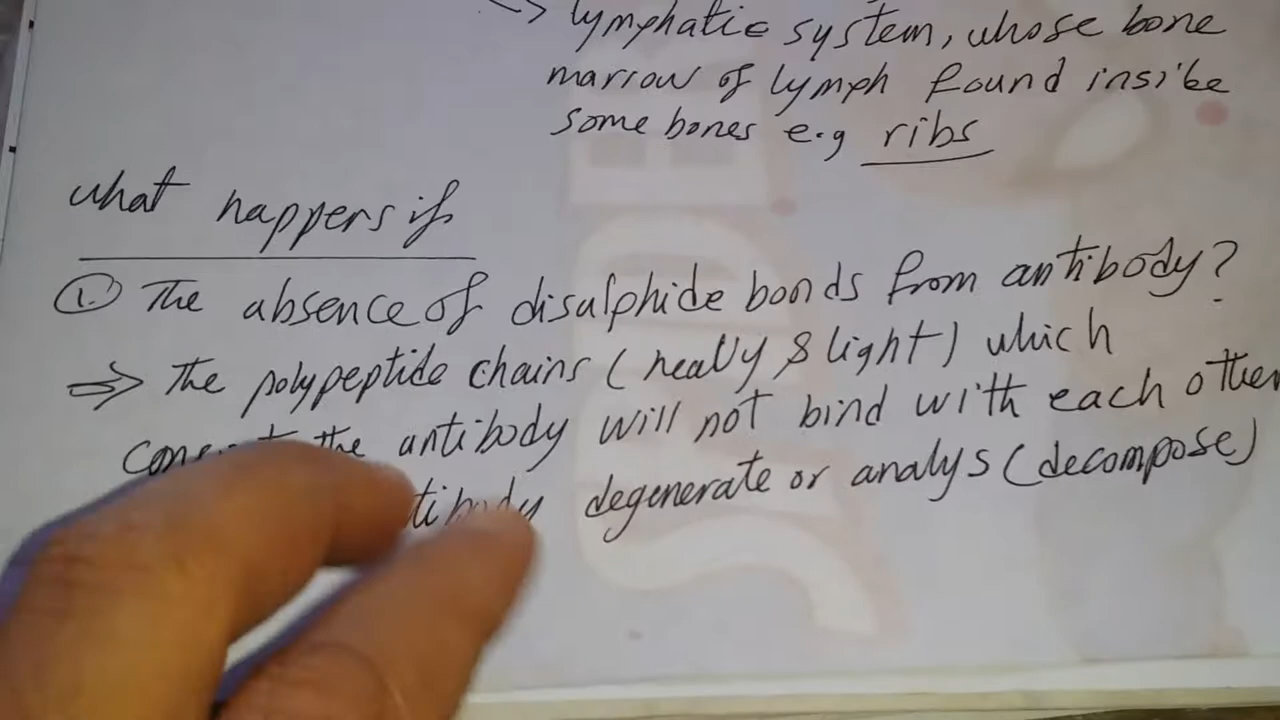 lymphatic system, whose bone
marrow of lymph found insibe
some bones e.g ribs
what happens if
1. The absence of disulphide bonds from antibody?
⇒ The polypeptide chains (heavy & light) which
the antibody will not bind with each other
degenerate or analys (decompose)